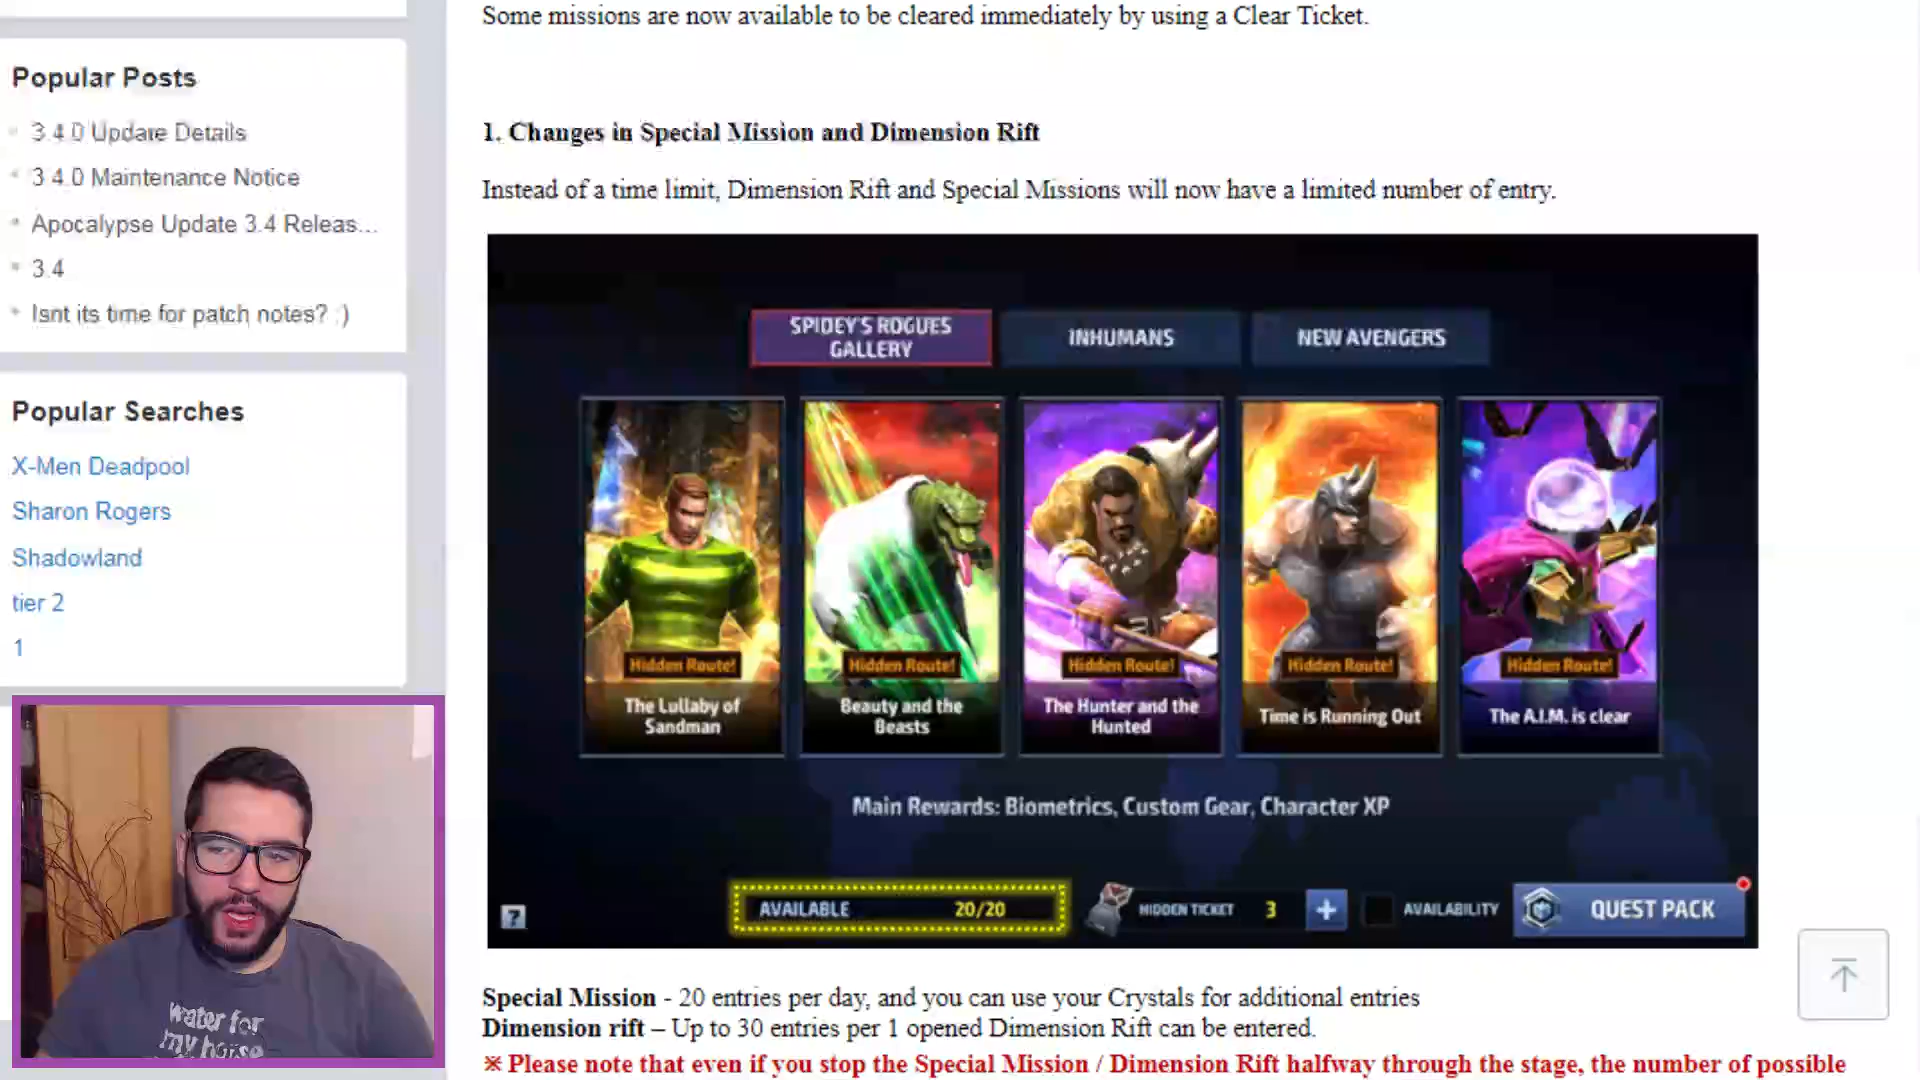 Some missions are now available to be cleared immediately by using a Clear Ticket.
Popular Posts
3.4.0 Update Details
3.4.0 Maintenance Notice
Apocalypse Update 3.4 Releas...
3.4
Isnt its time for patch notes? :)
Popular Searches
X-Men Deadpool
Sharon Rogers
Shadowland
tier 2
1
1. Changes in Special Mission and Dimension Rift
Instead of a time limit, Dimension Rift and Special Missions will now have a limited number of entry.
SPIDEY'S ROGUES
GALLERY
INHUMANS
NEW AVENGERS
Hidden Route!
Hidden Route!
Hidden Route!
Hidden Route!
Hidden Route!
The Lullaby of
Sandman
Beauty and the
Beasts
The Hunter and the
Hunted
Time is Running Out
The A.I.M. is clear
Main Rewards: Biometrics, Custom Gear, Character XP
?
AVAILABLE 20/20
HIDDEN TICKET 3 +
AVAILABILITY
QUEST PACK
Special Mission - 20 entries per day, and you can use your Crystals for additional entries
Dimension rift – Up to 30 entries per 1 opened Dimension Rift can be entered.
※ Please note that even if you stop the Special Mission / Dimension Rift halfway through the stage, the number of possible
water for
my horse